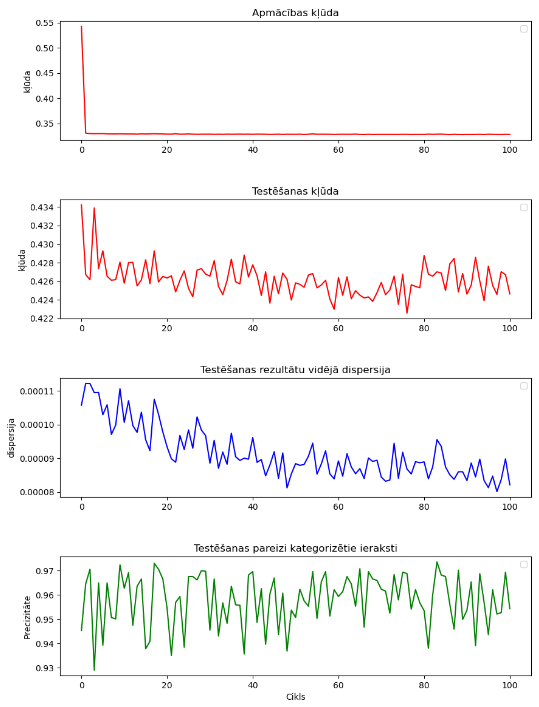 Apmācības kļūda
kļūda
0.55
0.50
0.45
0.40
0.35
0 20 40 60 80 100
Testēšanas kļūda
kļūda
0.434
0.432
0.430
0.428
0.426
0.424
0.422
0 20 40 60 80 100
Testēšanas rezultātu vidējā dispersija
dispersija
0.00011
0.00010
0.00009
0.00008
0 20 40 60 80 100
Testēšanas pareizi kategorizētie ieraksti
Precizitāte
0.97
0.96
0.95
0.94
0.93
0 20 40 60 80 100
Cikls